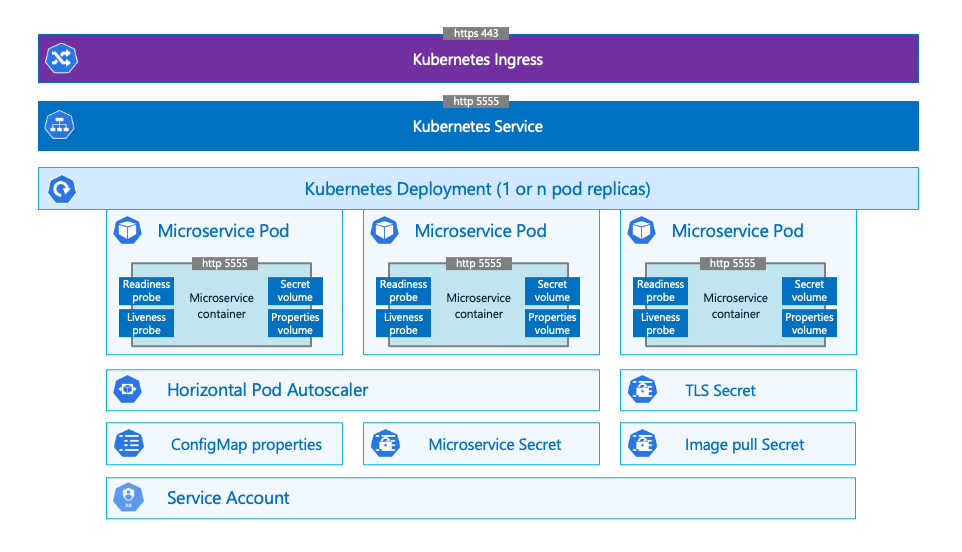 https 443
Kubernetes Ingress
http 5555
Kubernetes Service
Kubernetes Deployment (1 or n pod replicas)
Microservice Pod
http 5555
Readiness
probe
Liveness
probe
Microservice
container
Secret
volume
Properties
volume
Microservice Pod
http 5555
Readiness
probe
Liveness
probe
Microservice
container
Secret
volume
Properties
volume
Microservice Pod
http 5555
Readiness
probe
Liveness
probe
Microservice
container
Secret
volume
Properties
volume
Horizontal Pod Autoscaler
TLS Secret
ConfigMap properties
Microservice Secret
Image pull Secret
Service Account